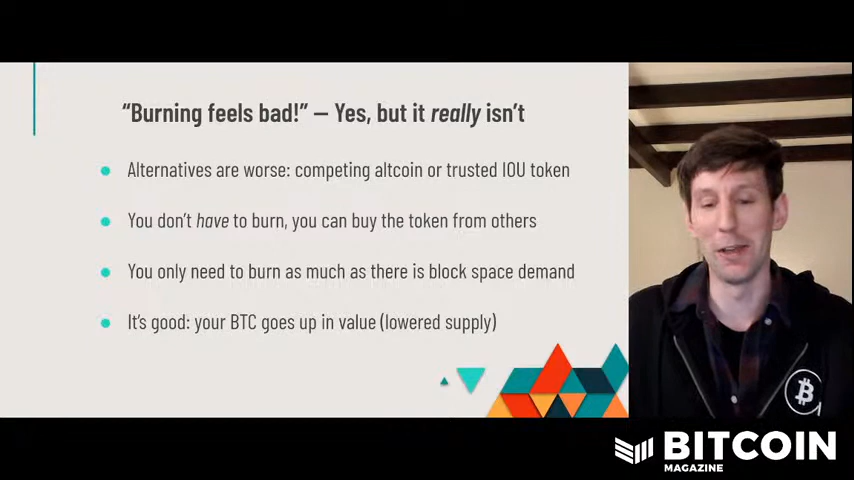 “Burning feels bad!” — Yes, but it really isn’t
Alternatives are worse: competing altcoin or trusted IOU token
You don’t have to burn, you can buy the token from others
You only need to burn as much as there is block space demand
It’s good: your BTC goes up in value (lowered supply)
BITCOIN
MAGAZINE